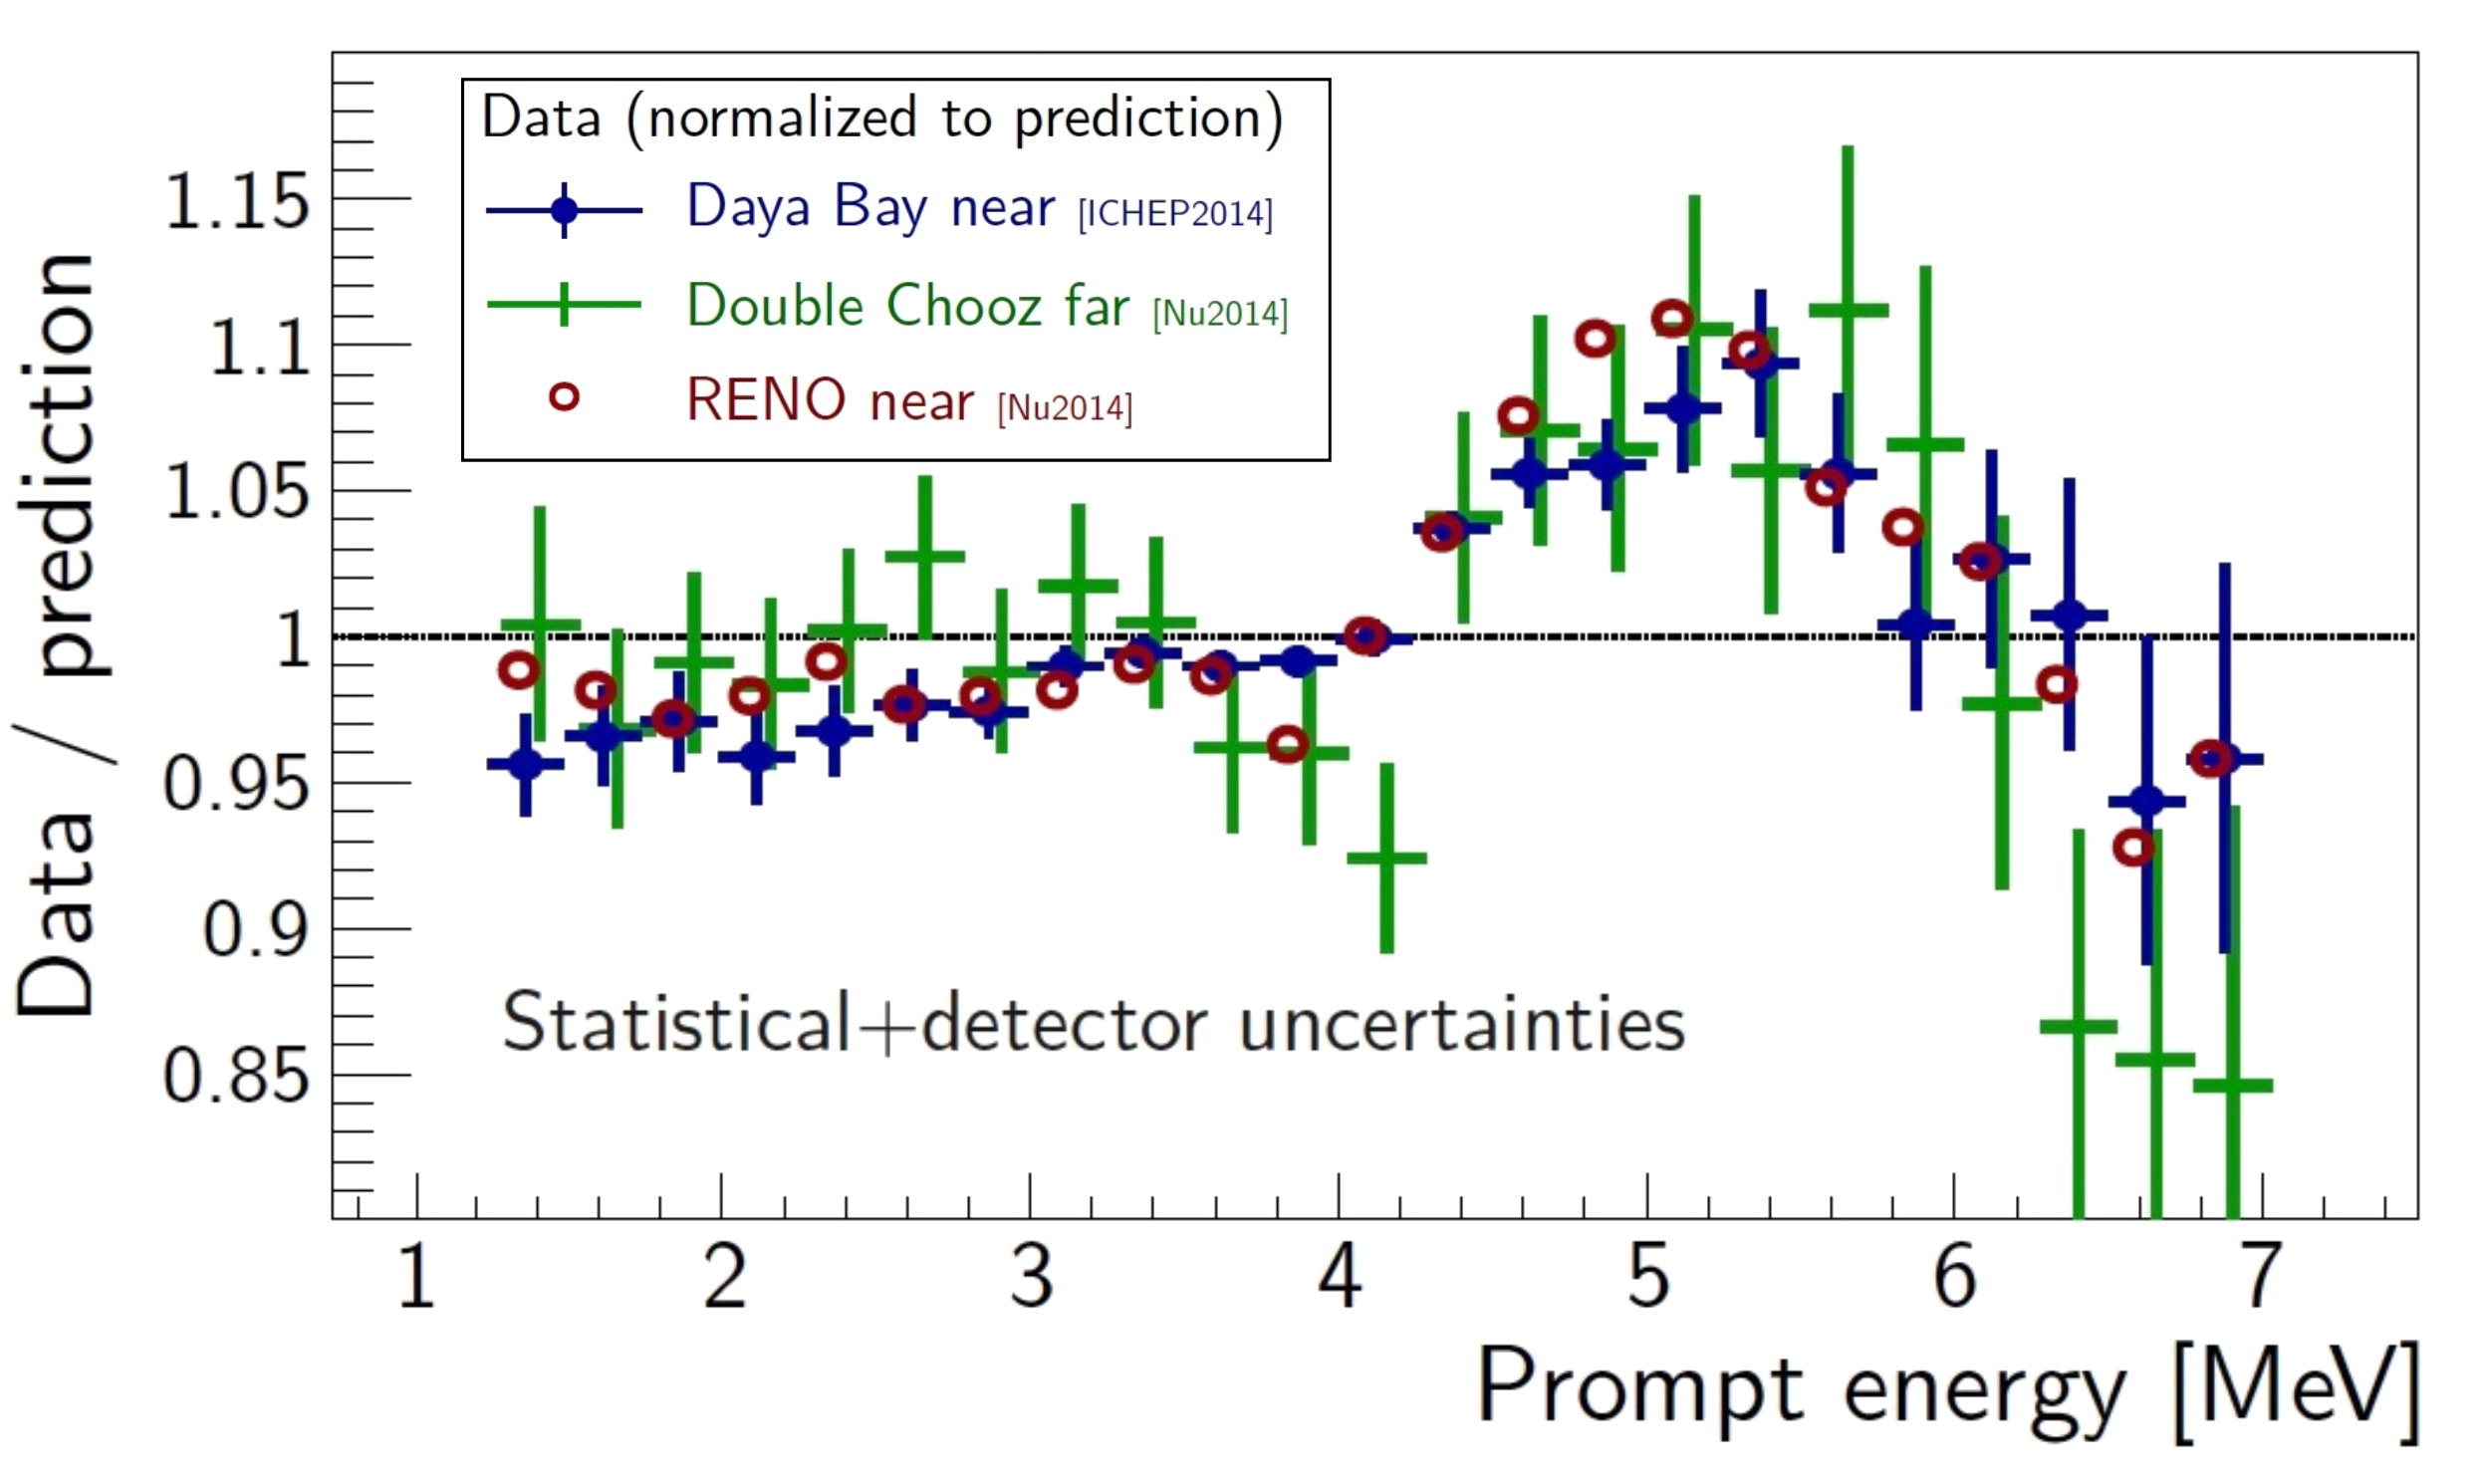 Data (normalized to prediction)
Daya Bay near [ICHEP2014]
Double Chooz far [Nu2014]
RENO near [Nu2014]
Data / prediction
1.15
1.1
1.05
1
0.95
0.9
0.85
Statistical+detector uncertainties
1 2 3 4 5 6 7
Prompt energy [MeV]